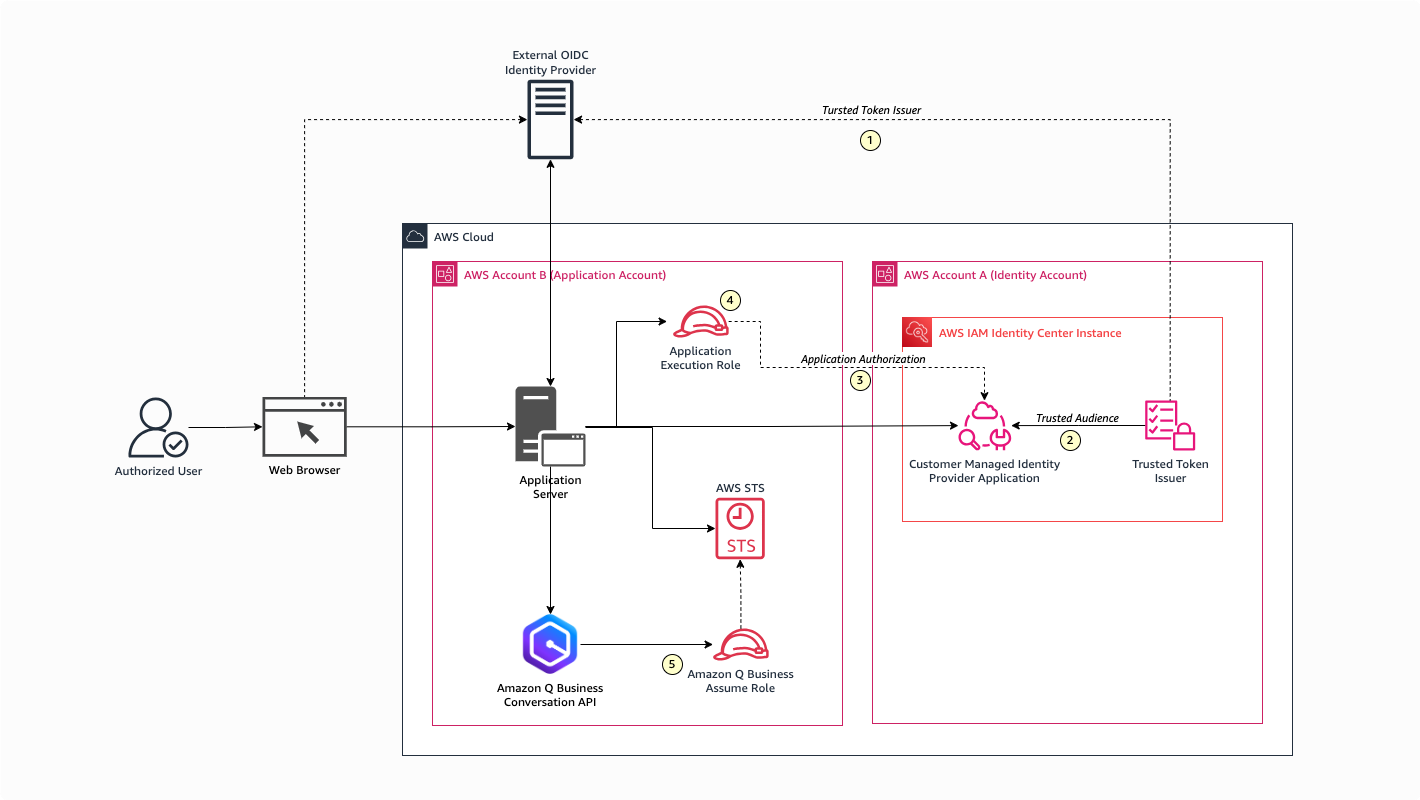 External OIDC
Identity Provider
Tursted Token Issuer
1
AWS Cloud
AWS Account B (Application Account)
AWS Account A (Identity Account)
4
AWS IAM Identity Center Instance
Application
Execution Role
Application Authorization
3
Trusted Audience
2
Authorized User
Web Browser
Application
Server
Customer Managed Identity
Provider Application
Trusted Token
Issuer
AWS STS
STS
5
Amazon Q Business
Assume Role
Amazon Q Business
Conversation API